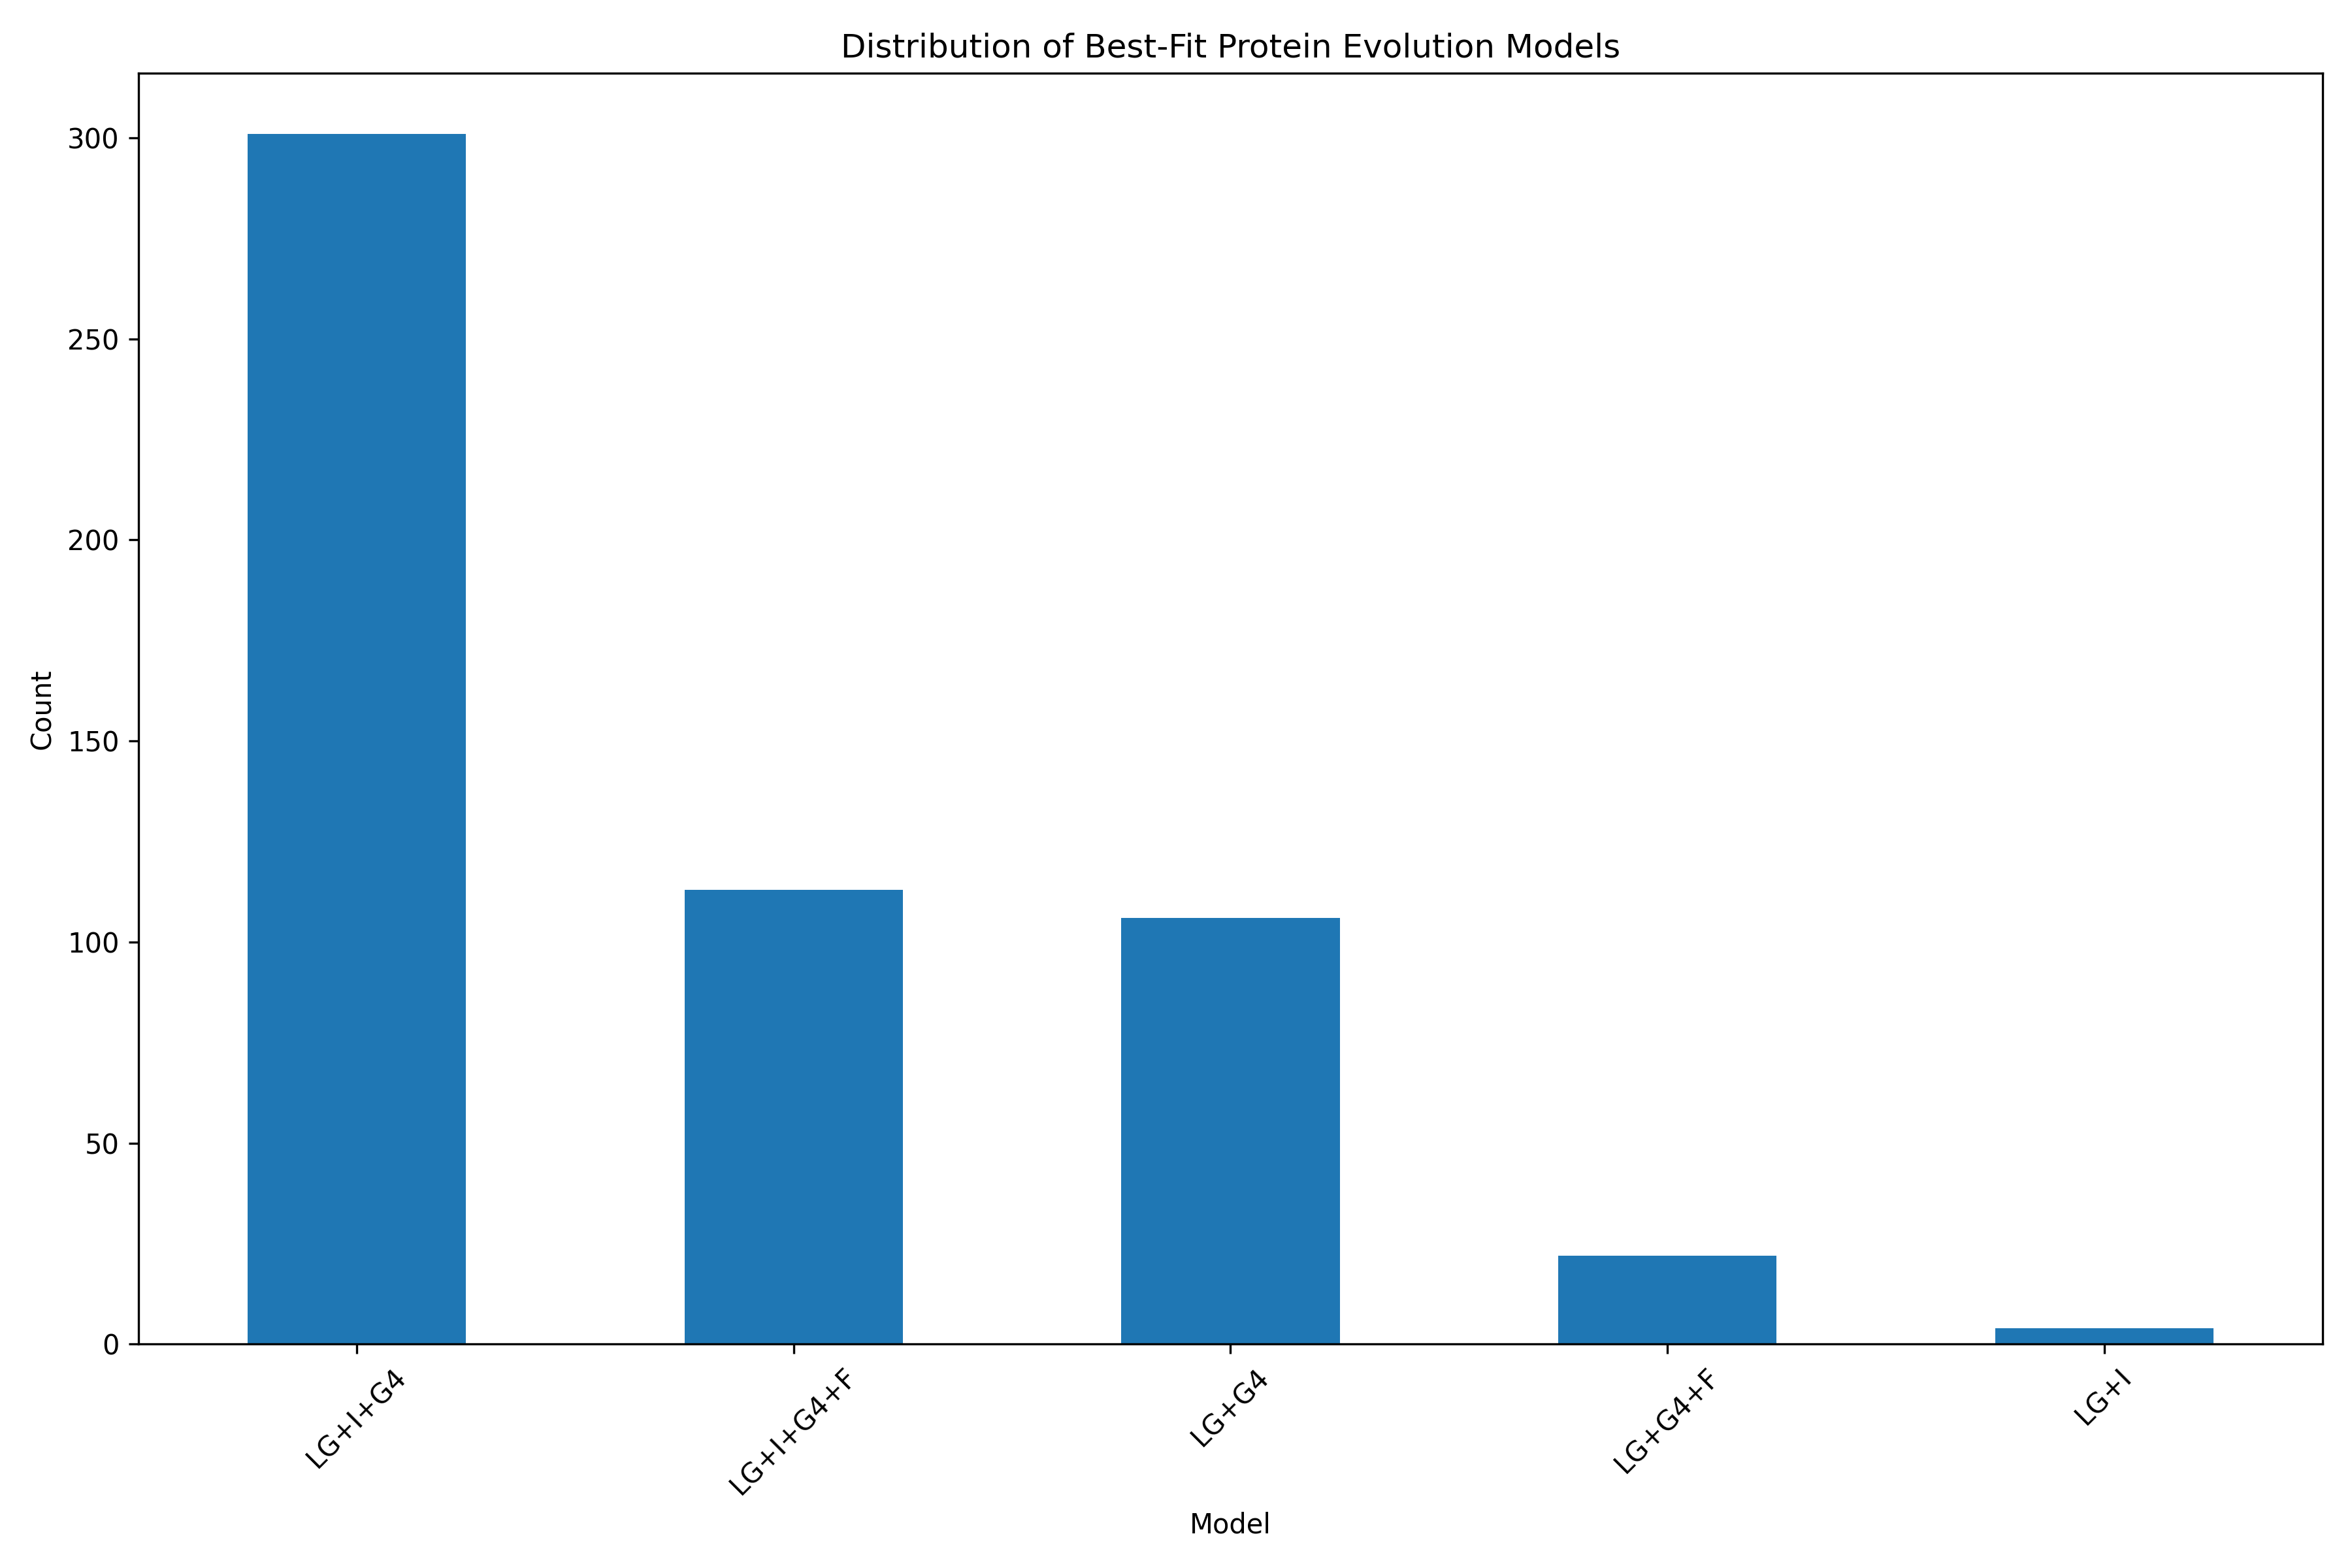 Distribution of Best-Fit Protein Evolution Models
300
250
200
150
100
50
0
Count
LG+I+G4
LG+I+G4+F
LG+G4
LG+G4+F
LG+I
Model